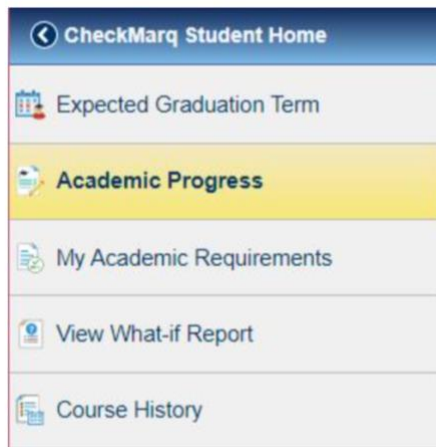 CheckMarq Student Home
Expected Graduation Term
Academic Progress
My Academic Requirements
View What-if Report
Course History